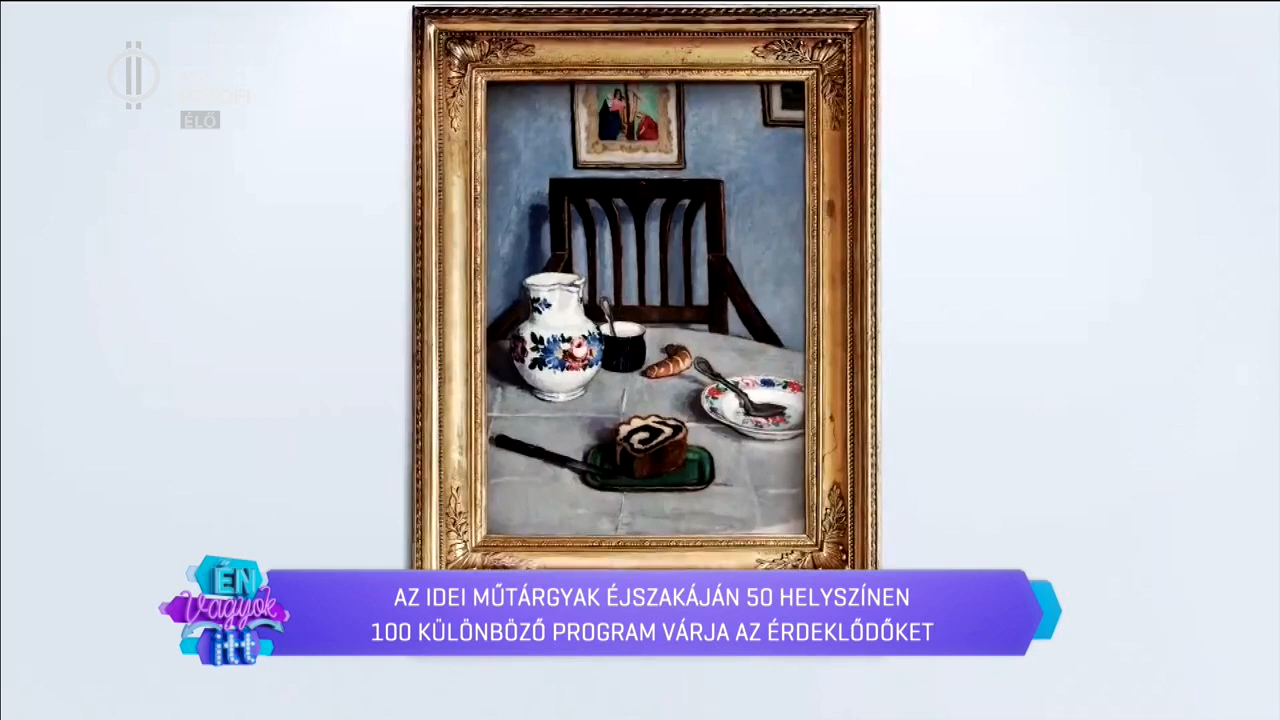 ÉLŐ
ÉN
Vagyok
itt
AZ IDEI MŰTÁRGYAK ÉJSZAKÁJÁN 50 HELYSZÍNEN
100 KÜLÖNBÖZŐ PROGRAM VÁRJA AZ ÉRDEKLŐDŐKET